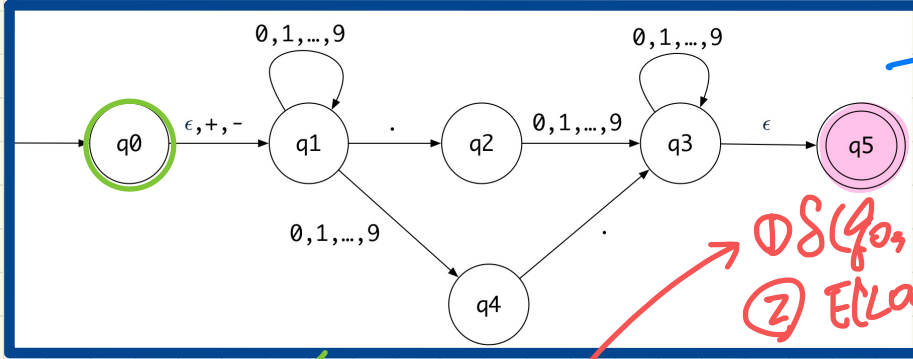 0,1,…,9
0,1,…,9
q0
ϵ,+,-
q1
.
q2
0,1,…,9
q3
ϵ
q5
0,1,…,9
.
q4
① δ(q0,
②